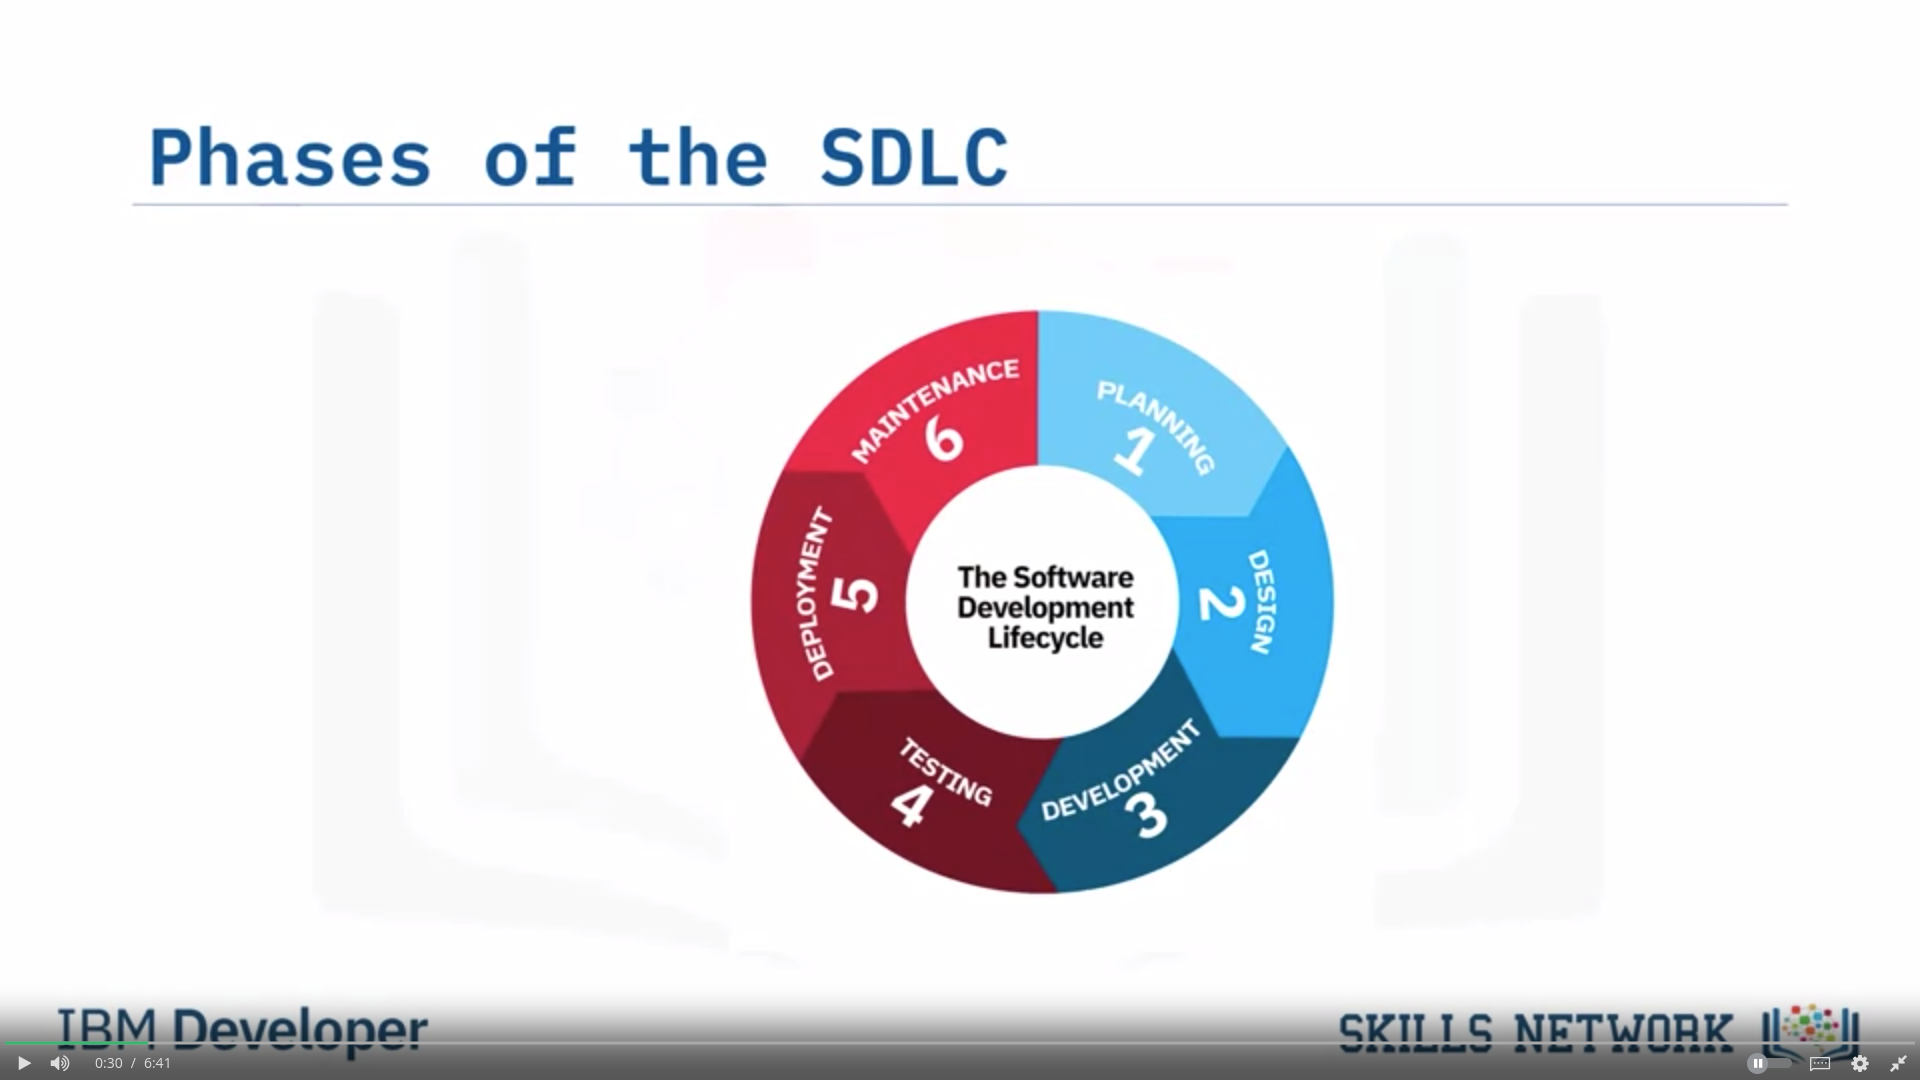 Phases of the SDLC
MAINTENANCE
6
PLANNING
1
DEPLOYMENT
5
The Software
Development
Lifecycle
DESIGN
2
TESTING
4
DEVELOPMENT
3
IBM Developer
SKILLS NETWORK
0:30 / 6:41